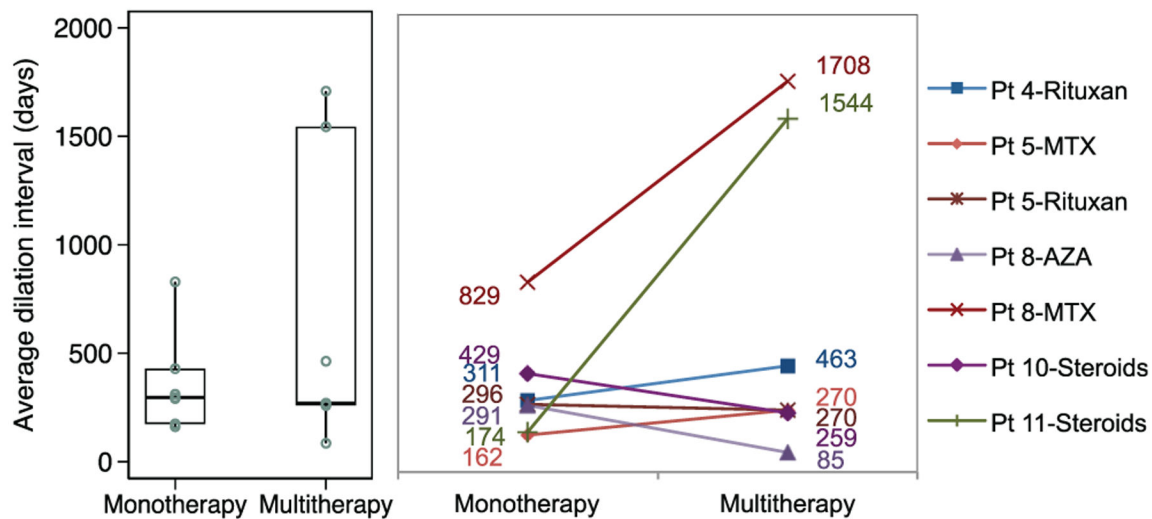 Average dilation interval (days)
2000
1500
1000
500
0
Monotherapy Multitherapy
829
429
311
296
291
174
162
1708
1544
463
270
270
259
85
Monotherapy Multitherapy
Pt 4-Rituxan
Pt 5-MTX
Pt 5-Rituxan
Pt 8-AZA
Pt 8-MTX
Pt 10-Steroids
Pt 11-Steroids